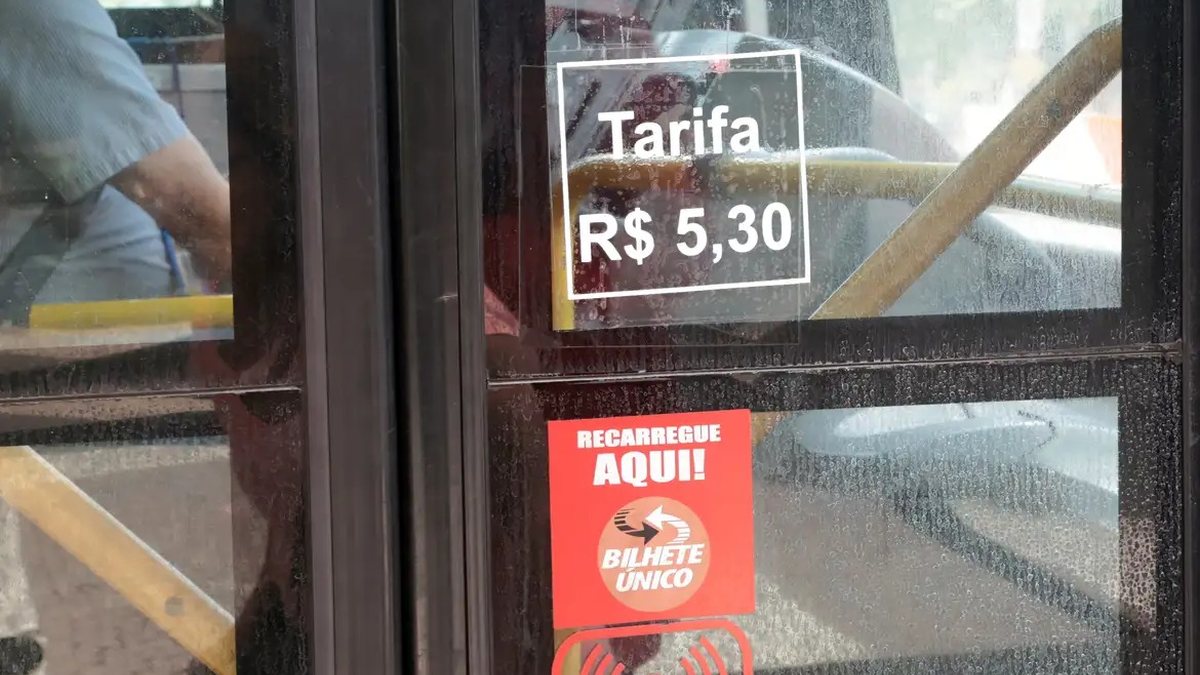 Tarifa
R$ 5,30
RECARREGUE
AQUI!
BILHETE
ÚNICO